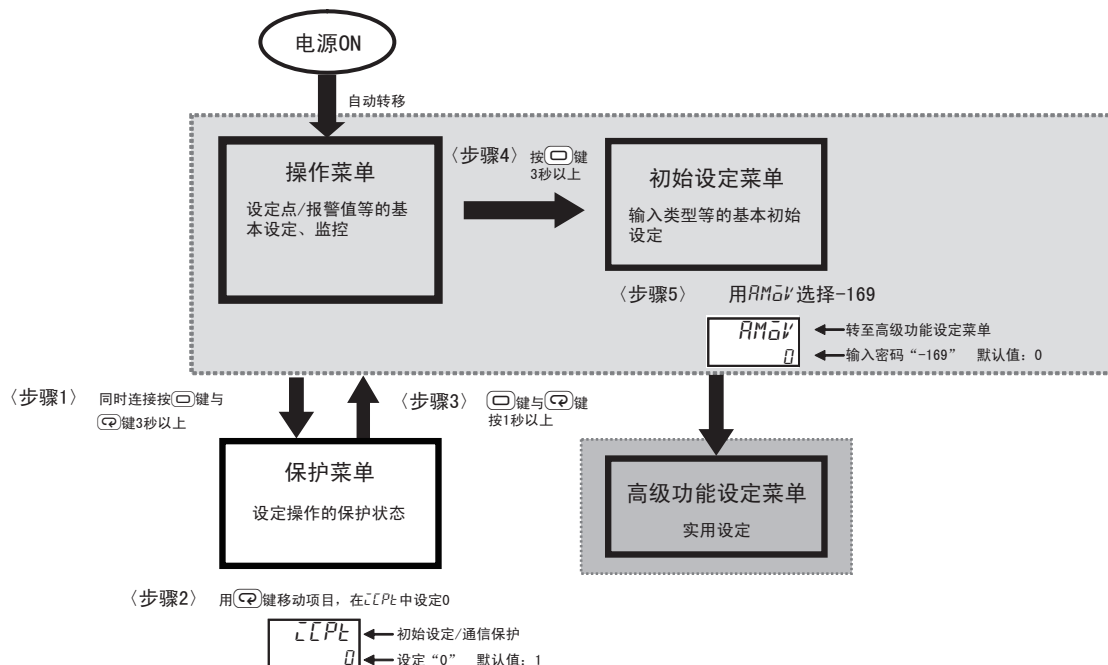 电源ON
自动转移
操作菜单
设定点/报警值等的基
本设定、监控
〈步骤4〉 按键
3秒以上
初始设定菜单
输入类型等的基本初始
设定
〈步骤5〉 用AMoV选择-169
AMoV
转至高级功能设定菜单
0
输入密码“-169” 默认值：0
〈步骤1〉 同时连接按键与
键3秒以上
〈步骤3〉 键与键
按1秒以上
保护菜单
设定操作的保护状态
高级功能设定菜单
实用设定
〈步骤2〉 用键移动项目，在iCPt中设定0
iCPt
初始设定/通信保护
0
设定“0” 默认值：1